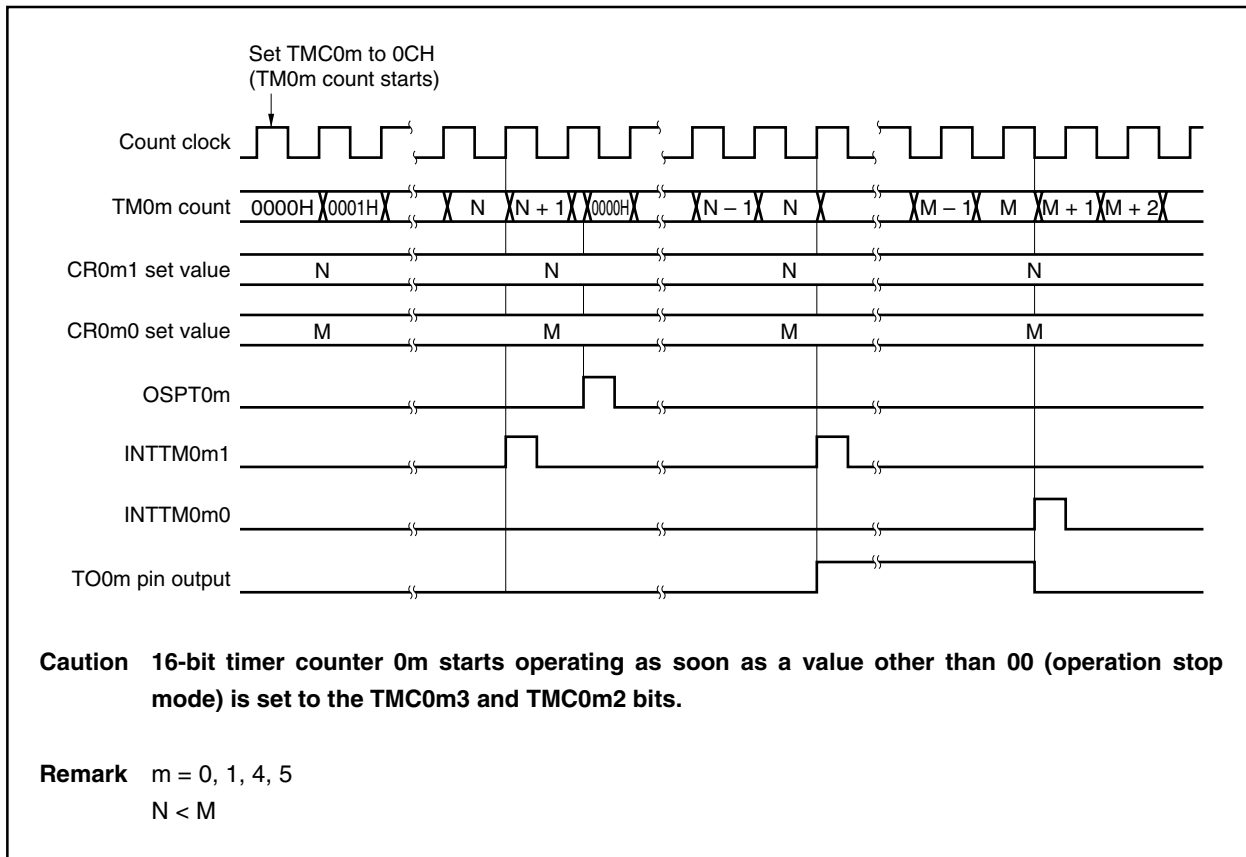 Set TMC0m to 0CH
(TM0m count starts)
Count clock
TM0m count 0000H 0001H N N + 1 0000H N – 1 N M – 1 M M + 1 M + 2
CR0m1 set value N N N N
CR0m0 set value M M M M
OSPT0m
INTTM0m1
INTTM0m0
TO0m pin output
Caution 16-bit timer counter 0m starts operating as soon as a value other than 00 (operation stop
mode) is set to the TMC0m3 and TMC0m2 bits.
Remark m = 0, 1, 4, 5
N < M